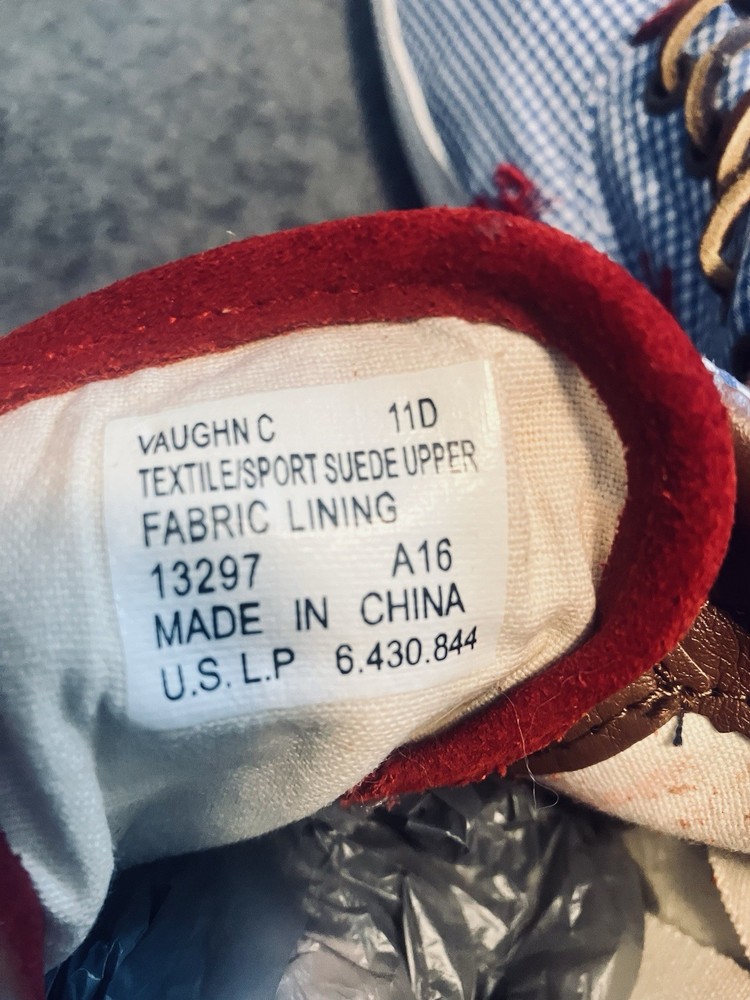 VAUGHN C 11D
TEXTILE/SPORT SUEDE UPPER
FABRIC LINING
13297 A16
MADE IN CHINA
U.S. L.P 6.430.844